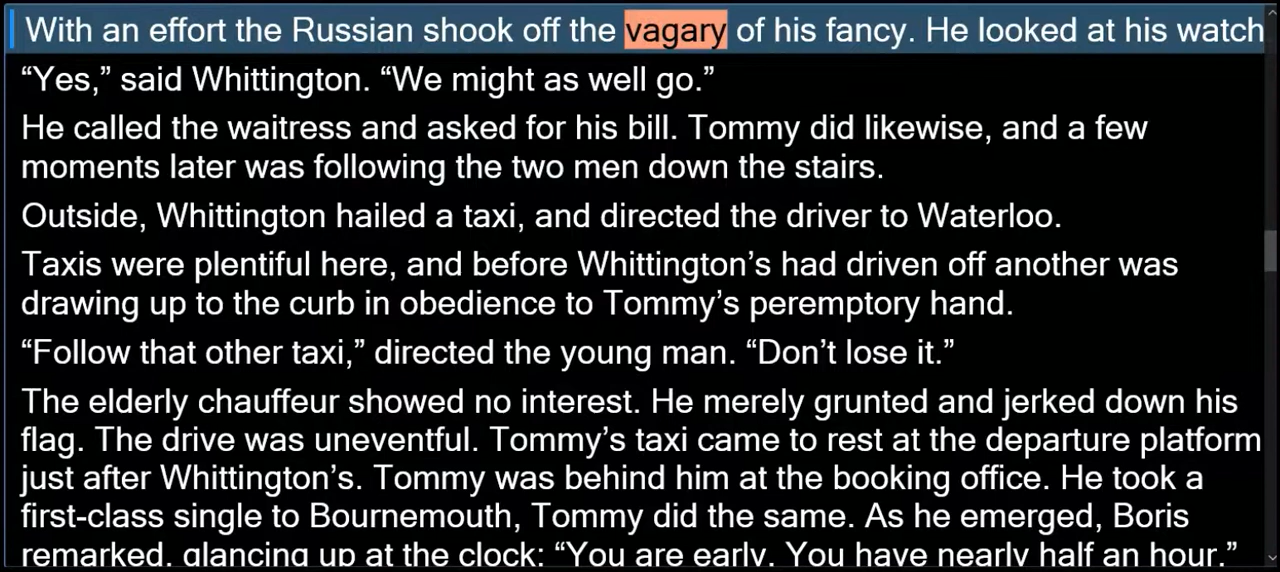 With an effort the Russian shook off the vagary of his fancy. He looked at his watch
“Yes,” said Whittington. “We might as well go.”
He called the waitress and asked for his bill. Tommy did likewise, and a few
moments later was following the two men down the stairs.
Outside, Whittington hailed a taxi, and directed the driver to Waterloo.
Taxis were plentiful here, and before Whittington’s had driven off another was
drawing up to the curb in obedience to Tommy’s peremptory hand.
“Follow that other taxi,” directed the young man. “Don’t lose it.”
The elderly chauffeur showed no interest. He merely grunted and jerked down his
flag. The drive was uneventful. Tommy’s taxi came to rest at the departure platform
just after Whittington’s. Tommy was behind him at the booking office. He took a
first-class single to Bournemouth, Tommy did the same. As he emerged, Boris
remarked, glancing up at the clock: “You are early. You have nearly half an hour.”